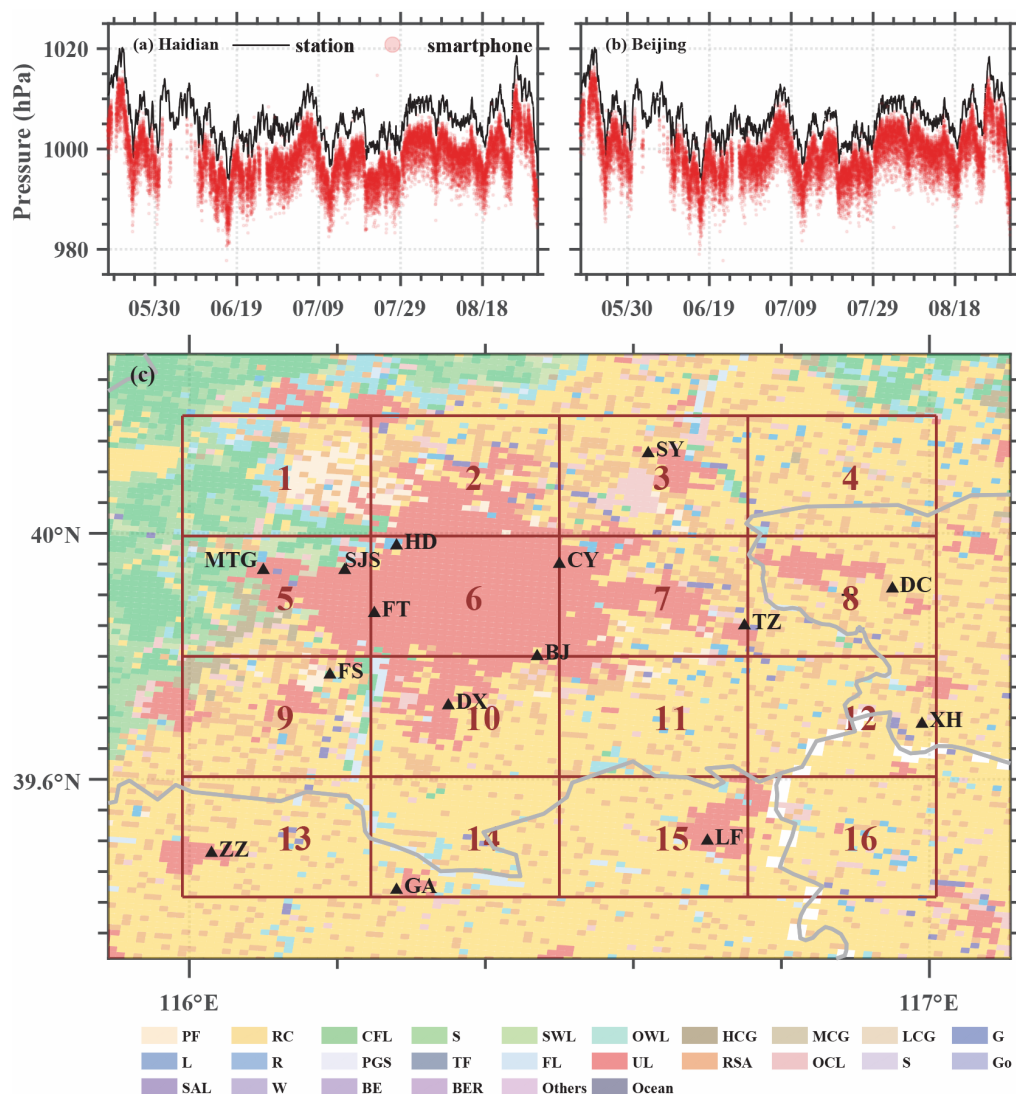 (a) Haidian station smartphone
(b) Beijing
Pressure (hPa)
1020
1000
980
05/30 06/19 07/09 07/29 08/18
05/30 06/19 07/09 07/29 08/18
(c)
1 2 3 4
SY
40°N
HD
MTG SJS CY
5 6 7 8
DC
FT TZ
BJ
FS
DX
9 10 11 12
XH
39.6°N
13 14 15 16
ZZ LF
GA
116°E 117°E
PF RC CFL S SWL OWL HCG MCG LCG G
L R PGS TF FL UL RSA OCL S Go
SAL W BE BER Others Ocean